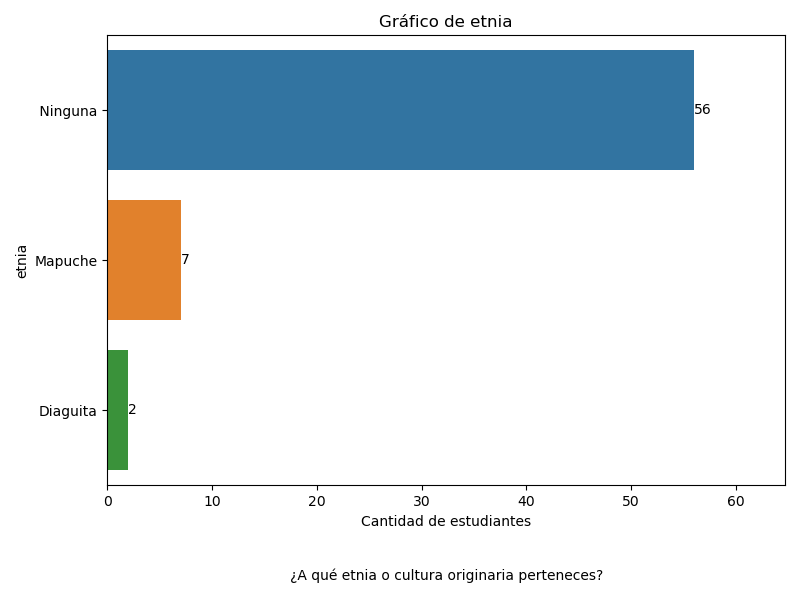 Gráfico de etnia
Ninguna
56
Mapuche
7
Diaguita
2
etnia
0 10 20 30 40 50 60
Cantidad de estudiantes
¿A qué etnia o cultura originaria perteneces?